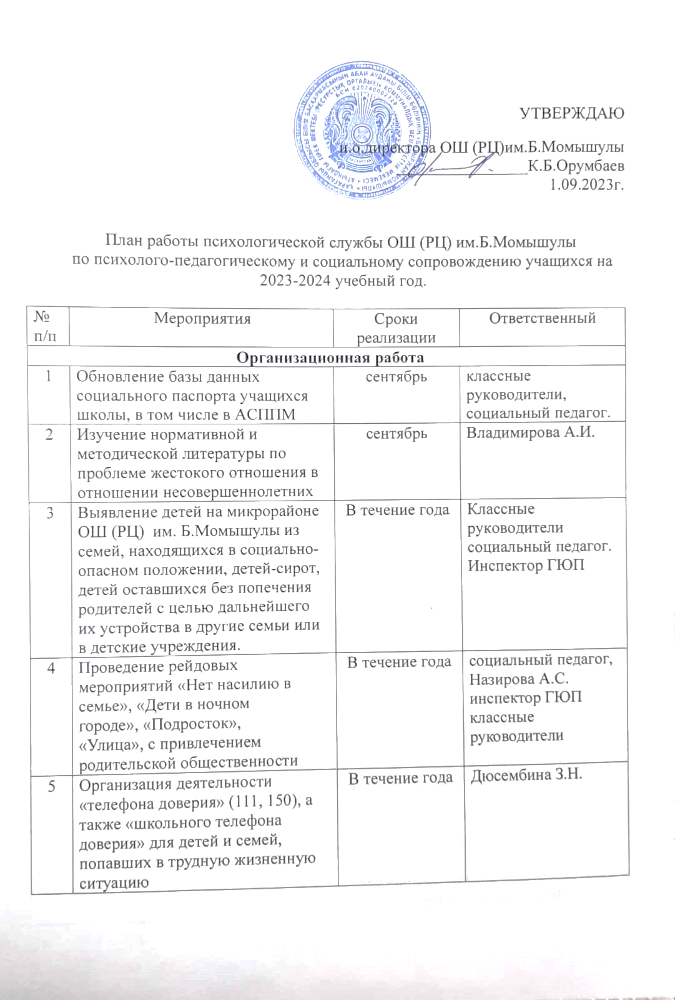 УТВЕРЖДАЮ
и.о.директора ОШ (РЦ)им.Б.Момышулы
К.Б.Орумбаев
1.09.2023г.
План работы психологической службы ОШ (РЦ) им.Б.Момышулы
по психолого-педагогическому и социальному сопровождению учащихся на
2023-2024 учебный год.
№
п/п
Мероприятия
Сроки
реализации
Ответственный
Организационная работа
1
Обновление базы данных
социального паспорта учащихся
школы, в том числе в АСППМ
сентябрь
классные
руководители,
социальный педагог.
2
Изучение нормативной и
методической литературы по
проблеме жестокого отношения в
отношении несовершеннолетних
сентябрь
Владимирова А.И.
3
Выявление детей на микрорайоне
ОШ (РЦ) им. Б.Момышулы из
семей, находящихся в социально-
опасном положении, детей-сирот,
детей оставшихся без попечения
родителей с целью дальнейшего
их устройства в другие семьи или
в детские учреждения.
В течение года
Классные
руководители
социальный педагог.
Инспектор ГЮП
4
Проведение рейдовых
мероприятий «Нет насилию в
семье», «Дети в ночном
городе», «Подросток»,
«Улица», с привлечением
родительской общественности
В течение года
социальный педагог,
Назирова А.С.
инспектор ГЮП
классные
руководители
5
Организация деятельности
«телефона доверия» (111, 150), а
также «школьного телефона
доверия» для детей и семей,
попавших в трудную жизненную
ситуацию
В течение года
Дюсембина З.Н.